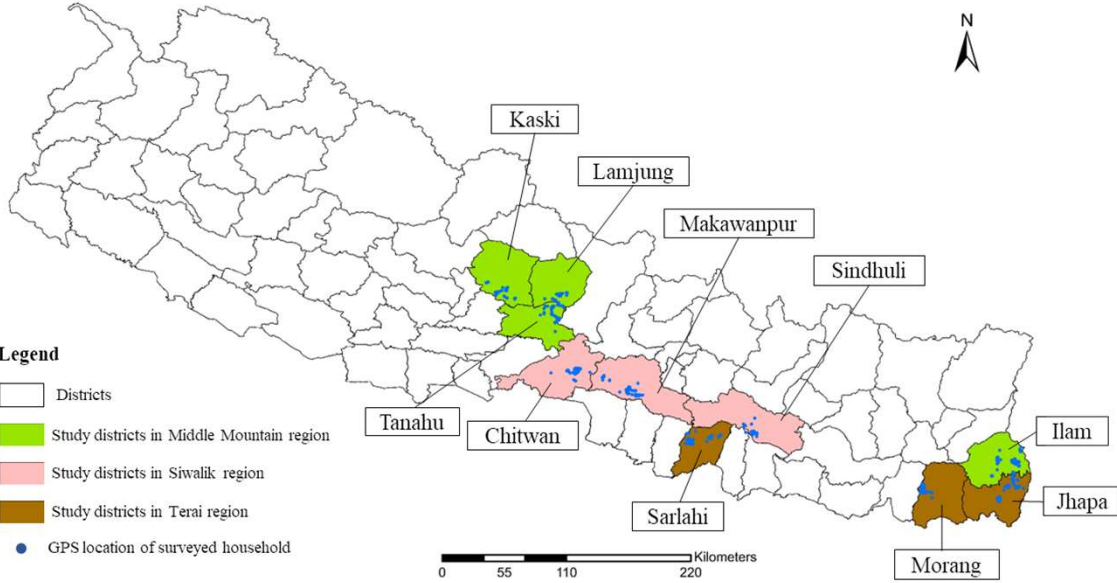 N
Kaski
Lamjung
Makawanpur
Sindhuli
Legend
Districts
Study districts in Middle Mountain region
Study districts in Siwalik region
Study districts in Terai region
GPS location of surveyed household
Tanahu
Chitwan
Sarlahi
Ilam
Jhapa
Morang
Kilometers
0 55 110 220